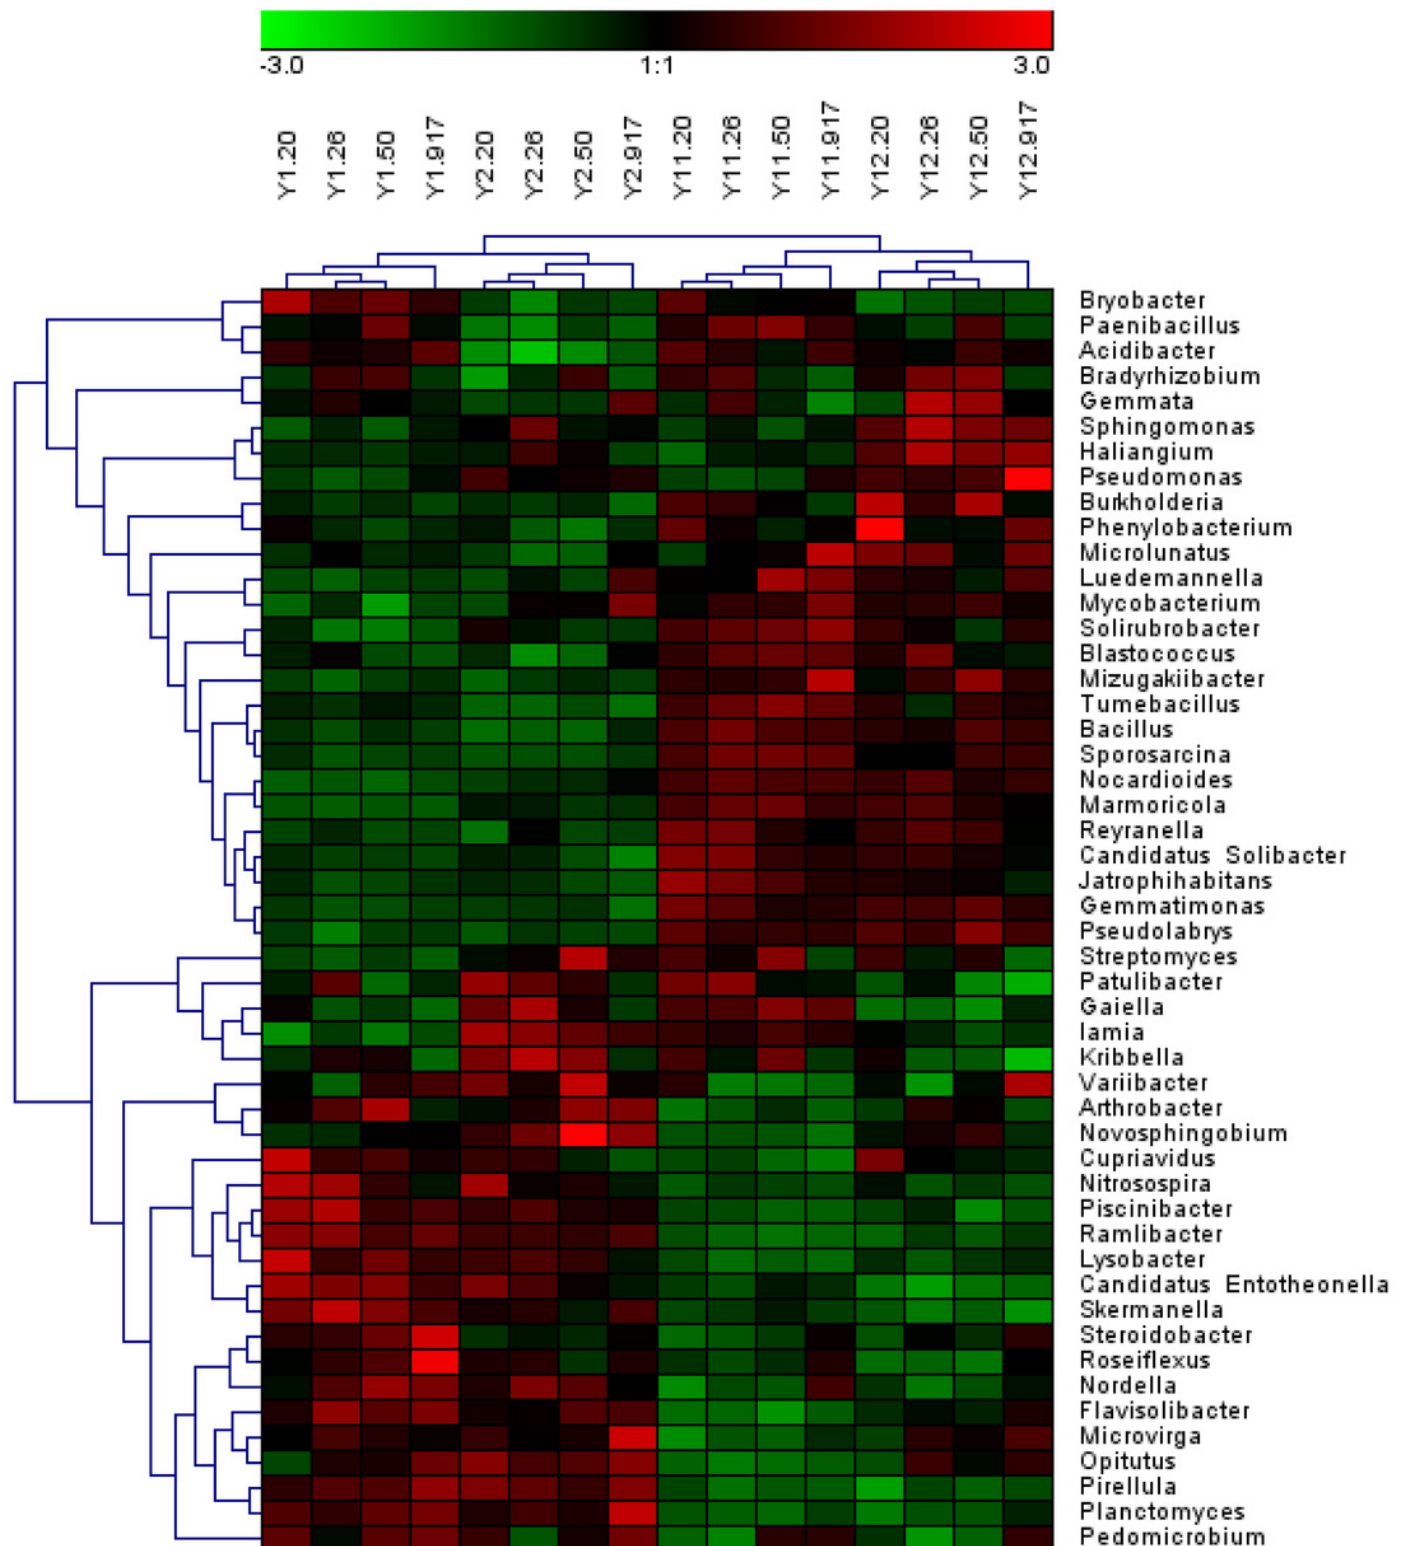 -3.0 1:1 3.0
Y1.20 Y1.26 Y1.50 Y1.917 Y2.20 Y2.26 Y2.50 Y2.917 Y11.20 Y11.26 Y11.50 Y11.917 Y12.20 Y12.26 Y12.50 Y12.917
Bryobacter
Paenibacillus
Acidibacter
Bradyrhizobium
Gemmata
Sphingomonas
Haliangium
Pseudomonas
Burkholderia
Phenylobacterium
Microlunatus
Luedemannella
Mycobacterium
Solirubrobacter
Blastococcus
Mizugakiibacter
Tumebacillus
Bacillus
Sporosarcina
Nocardioides
Marmoricola
Reyranella
Candidatus Solibacter
Jatrophihabitans
Gemmatimonas
Pseudolabrys
Streptomyces
Patulibacter
Gaiella
Iamia
Kribbella
Variibacter
Arthrobacter
Novosphingobium
Cupriavidus
Nitrosospira
Piscinibacter
Ramlibacter
Lysobacter
Candidatus Entotheonella
Skermanella
Steroidobacter
Roseiflexus
Nordella
Flavisolibacter
Microvirga
Opitutus
Pirellula
Planctomyces
Pedomicrobium